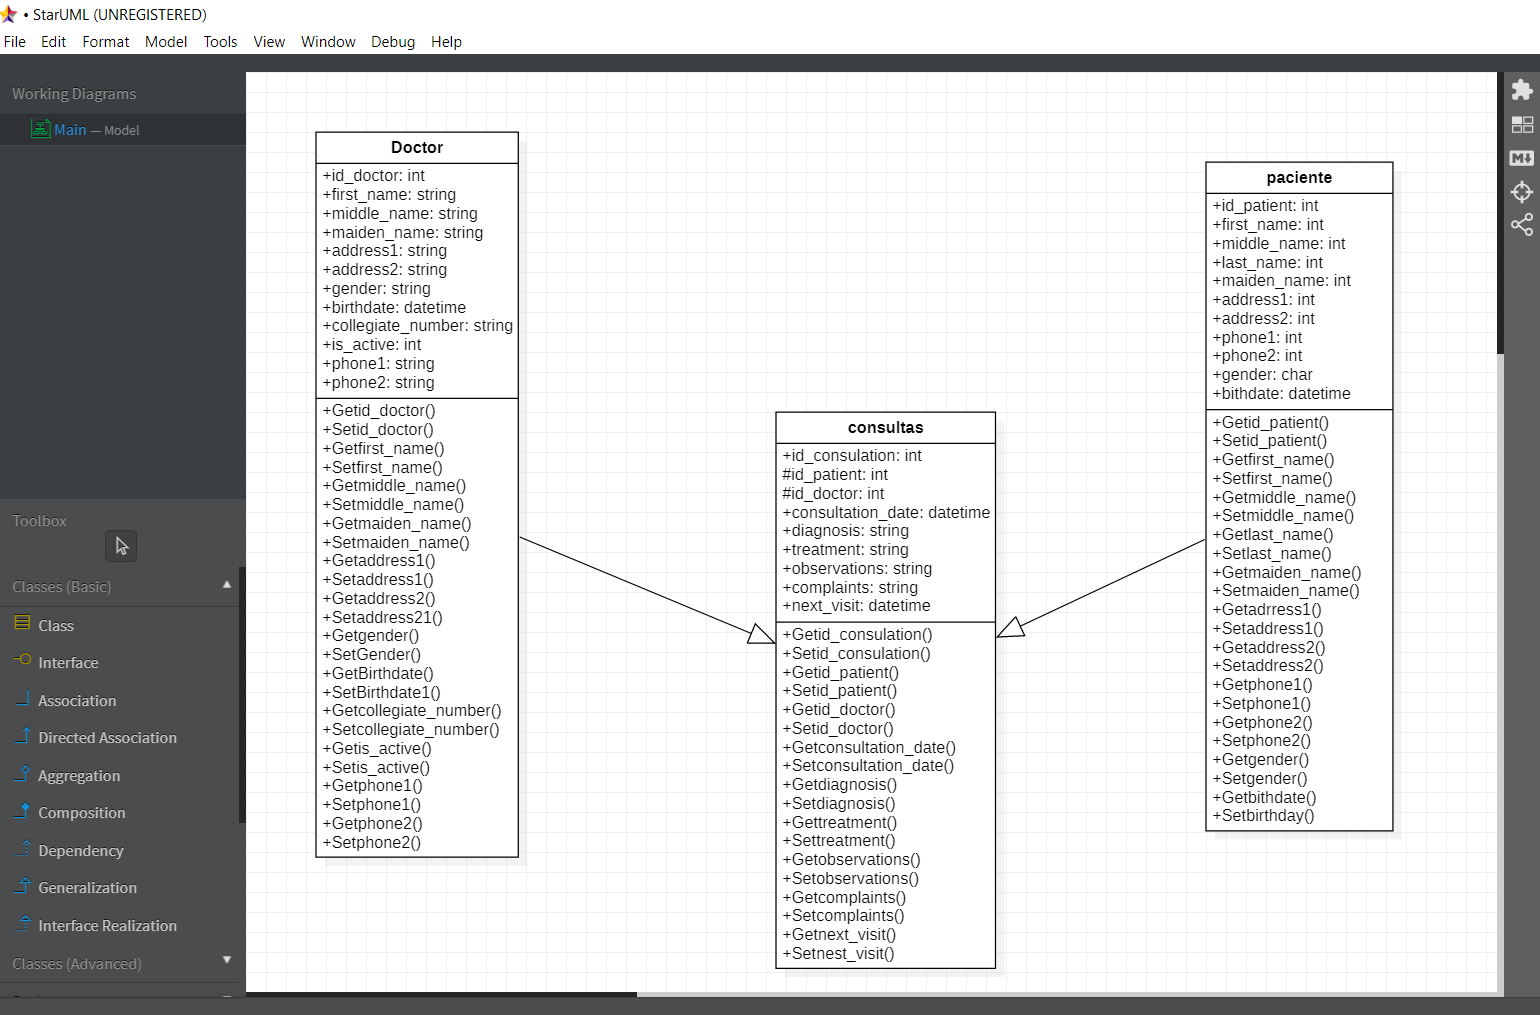 • StarUML (UNREGISTERED)
File Edit Format Model Tools View Window Debug Help
Working Diagrams
Main — Model
Toolbox
Classes (Basic)
Class
Interface
Association
Directed Association
Aggregation
Composition
Dependency
Generalization
Interface Realization
Classes (Advanced)
Doctor
+id_doctor: int
+first_name: string
+middle_name: string
+maiden_name: string
+address1: string
+address2: string
+gender: string
+birthdate: datetime
+collegiate_number: string
+is_active: int
+phone1: string
+phone2: string
+Getid_doctor()
+Setid_doctor()
+Getfirst_name()
+Setfirst_name()
+Getmiddle_name()
+Setmiddle_name()
+Getmaiden_name()
+Setmaiden_name()
+Getaddress1()
+Setaddress1()
+Getaddress2()
+Setaddress21()
+Getgender()
+SetGender()
+GetBirthdate()
+SetBirthdate1()
+Getcollegiate_number()
+Setcollegiate_number()
+Getis_active()
+Setis_active()
+Getphone1()
+Setphone1()
+Getphone2()
+Setphone2()
consultas
+id_consulation: int
#id_patient: int
#id_doctor: int
+consultation_date: datetime
+diagnosis: string
+treatment: string
+observations: string
+complaints: string
+next_visit: datetime
+Getid_consulation()
+Setid_consulation()
+Getid_patient()
+Setid_patient()
+Getid_doctor()
+Setid_doctor()
+Getconsultation_date()
+Setconsultation_date()
+Getdiagnosis()
+Setdiagnosis()
+Gettreatment()
+Settreatment()
+Getobservations()
+Setobservations()
+Getcomplaints()
+Setcomplaints()
+Getnext_visit()
+Setnest_visit()
paciente
+id_patient: int
+first_name: int
+middle_name: int
+last_name: int
+maiden_name: int
+address1: int
+address2: int
+phone1: int
+phone2: int
+gender: char
+bithdate: datetime
+Getid_patient()
+Setid_patient()
+Getfirst_name()
+Setfirst_name()
+Getmiddle_name()
+Setmiddle_name()
+Getlast_name()
+Setlast_name()
+Getmaiden_name()
+Setmaiden_name()
+Getadrress1()
+Setaddress1()
+Getaddress2()
+Setaddress2()
+Getphone1()
+Setphone1()
+Getphone2()
+Setphone2()
+Getgender()
+Setgender()
+Getbithdate()
+Setbirthday()
M↓